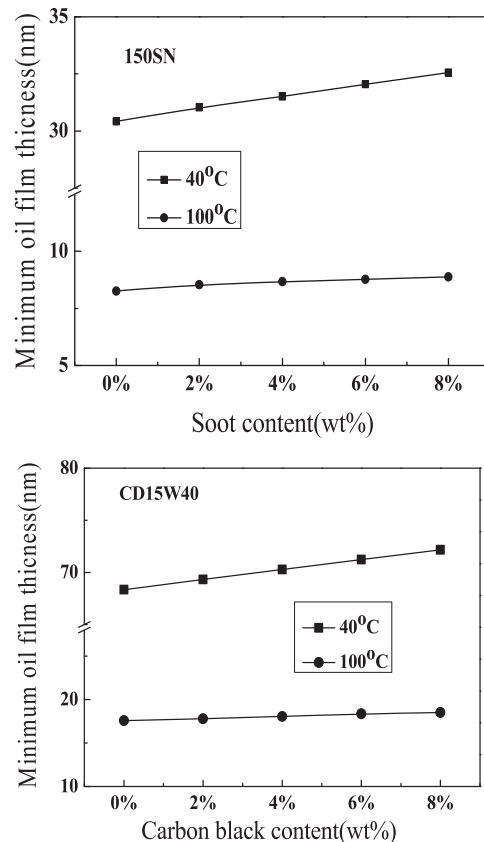 35
150SN
30
40°C
100°C
10
5
0%
2%
4%
6%
8%
Minimum oil film thicness(nm)
Soot content(wt%)
80
CD15W40
70
40°C
100°C
20
10
0%
2%
4%
6%
8%
Minimum oil film thicness(nm)
Carbon black content(wt%)